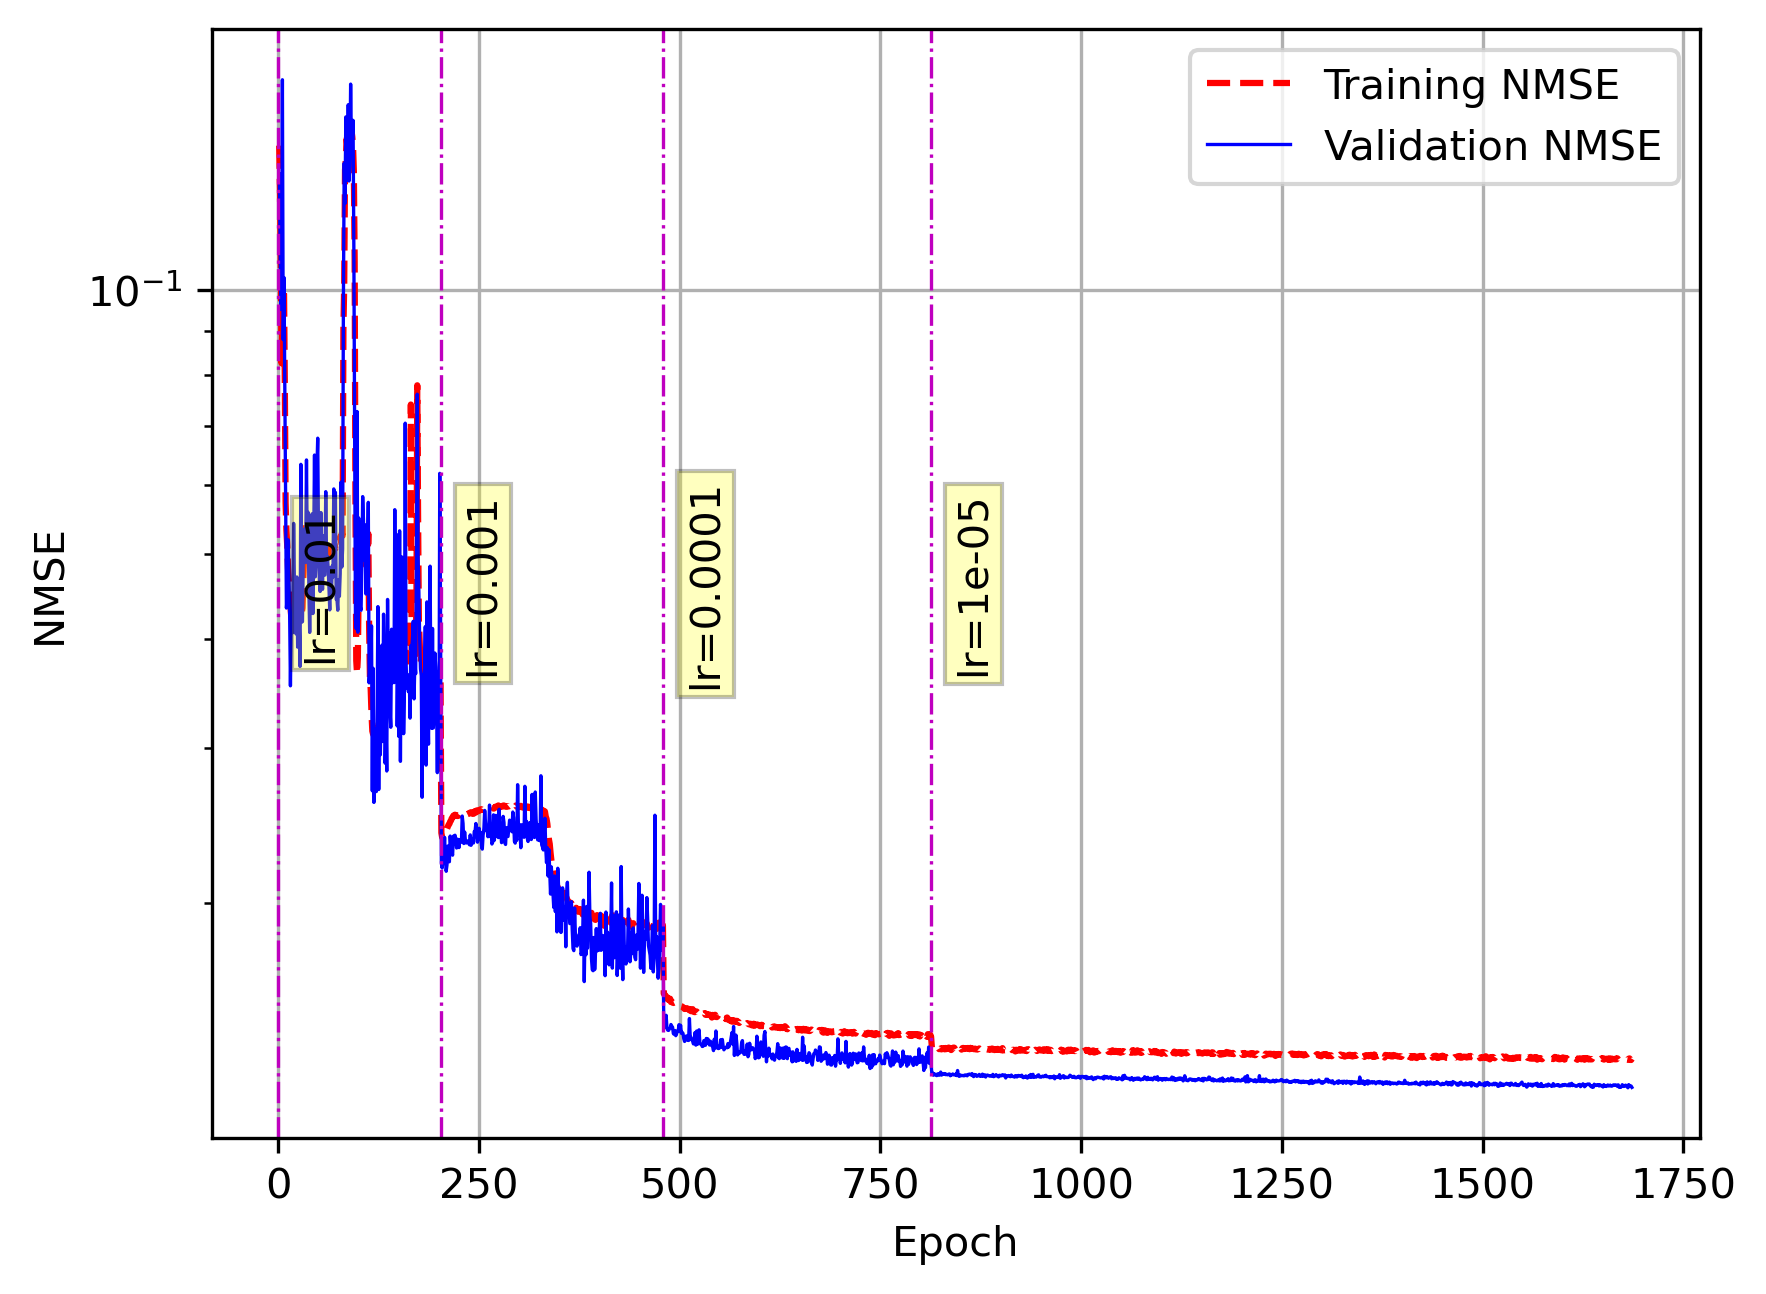 Training NMSE
Validation NMSE
10⁻¹
NMSE
lr=0.01
lr=0.001
lr=0.0001
lr=1e-05
0 250 500 750 1000 1250 1500 1750
Epoch